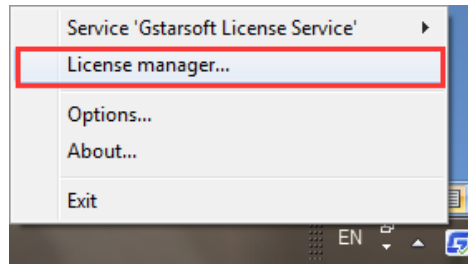 Service 'Gstarsoft License Service'
License manager...
Options...
About...
Exit
EN